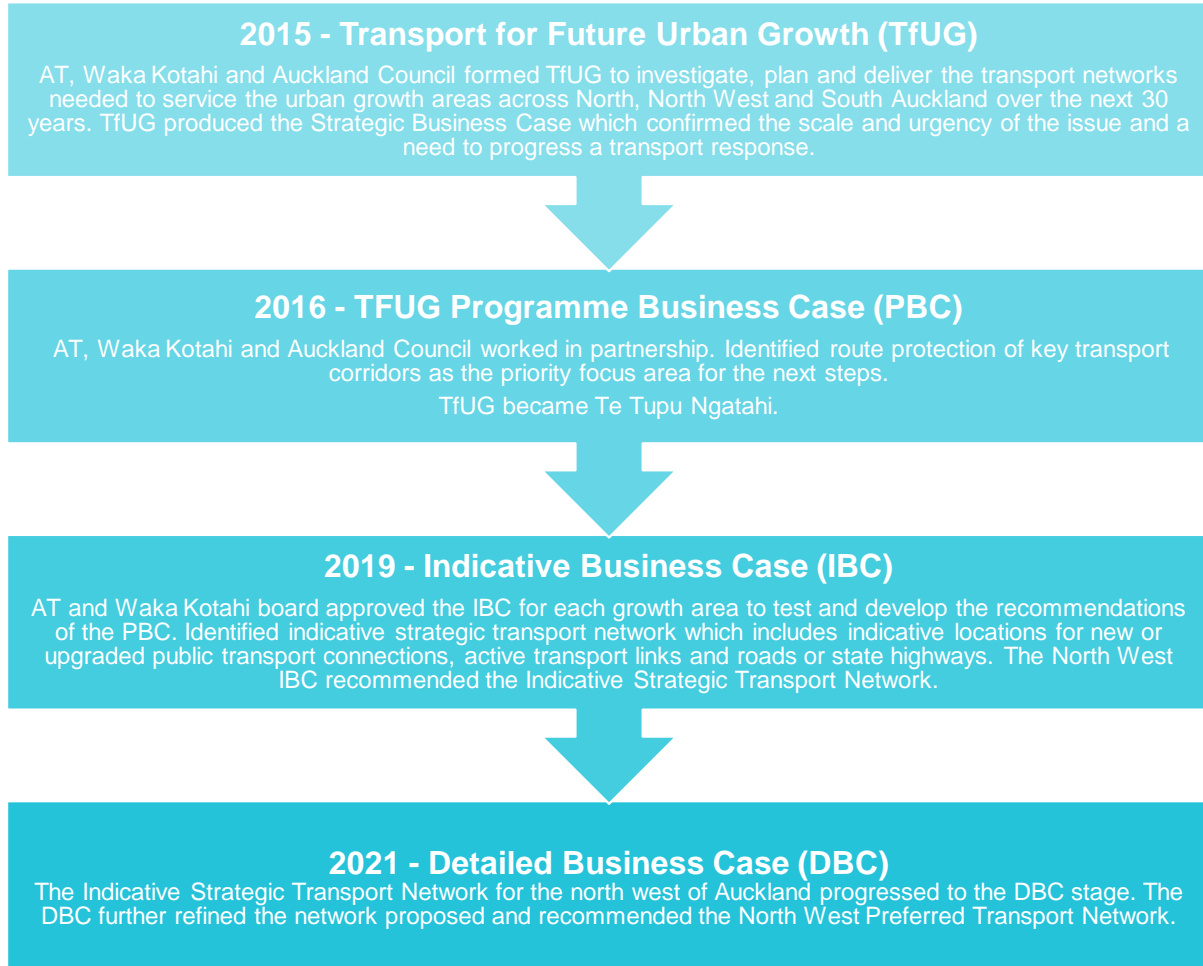 2015 - Transport for Future Urban Growth (TfUG)
AT, Waka Kotahi and Auckland Council formed TfUG to investigate, plan and deliver the transport networks
needed to service the urban growth areas across North, North West and South Auckland over the next 30
years. TfUG produced the Strategic Business Case which confirmed the scale and urgency of the issue and a
need to progress a transport response.
2016 - TFUG Programme Business Case (PBC)
AT, Waka Kotahi and Auckland Council worked in partnership. Identified route protection of key transport
corridors as the priority focus area for the next steps.
TfUG became Te Tupu Ngatahi.
2019 - Indicative Business Case (IBC)
AT and Waka Kotahi board approved the IBC for each growth area to test and develop the recommendations
of the PBC. Identified indicative strategic transport network which includes indicative locations for new or
upgraded public transport connections, active transport links and roads or state highways. The North West
IBC recommended the Indicative Strategic Transport Network.
2021 - Detailed Business Case (DBC)
The Indicative Strategic Transport Network for the north west of Auckland progressed to the DBC stage. The
DBC further refined the network proposed and recommended the North West Preferred Transport Network.